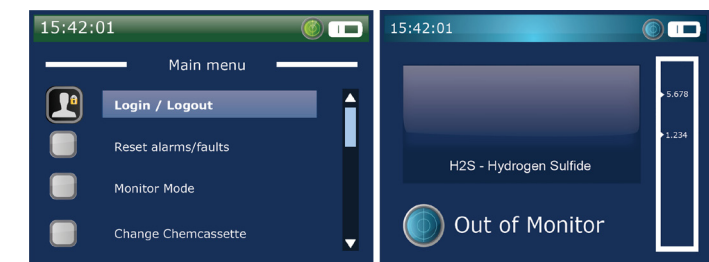 15:42:01
Main menu
Login / Logout
Reset alarms/faults
Monitor Mode
Change Chemcassette
15:42:01
5.678
1.234
H2S - Hydrogen Sulfide
Out of Monitor